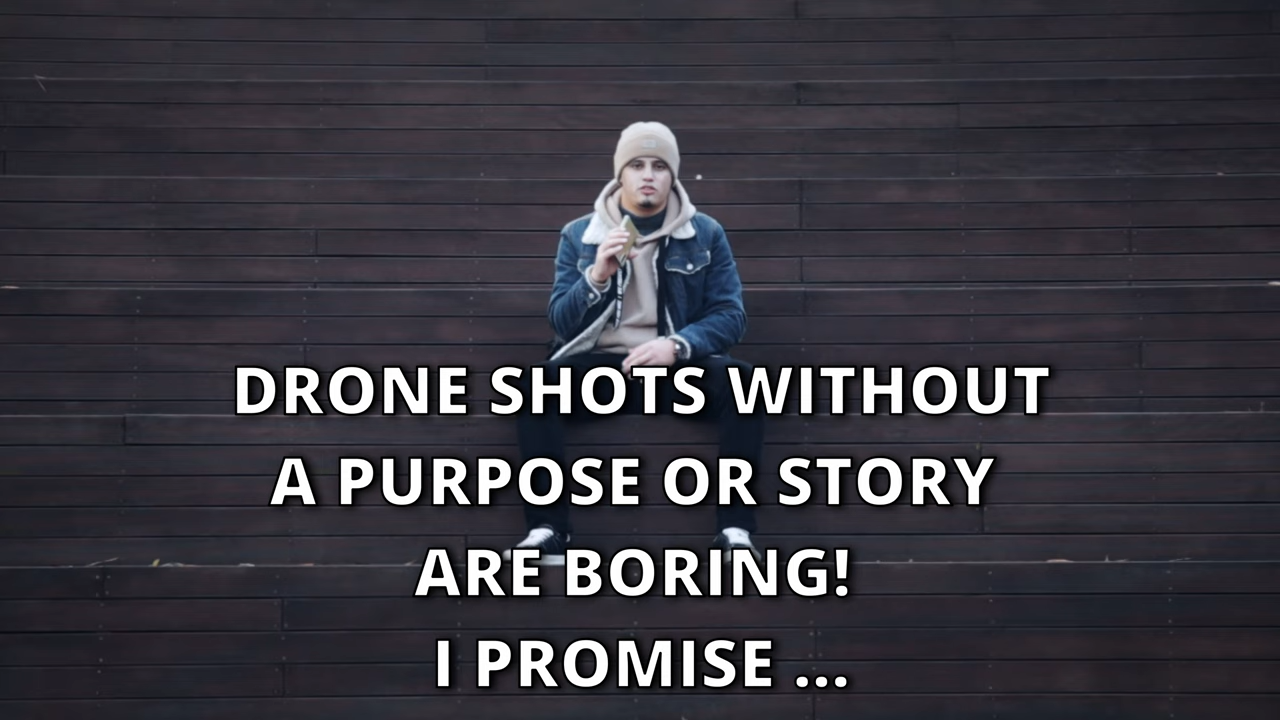 DRONE SHOTS WITHOUT
A PURPOSE OR STORY
ARE BORING!
I PROMISE ...